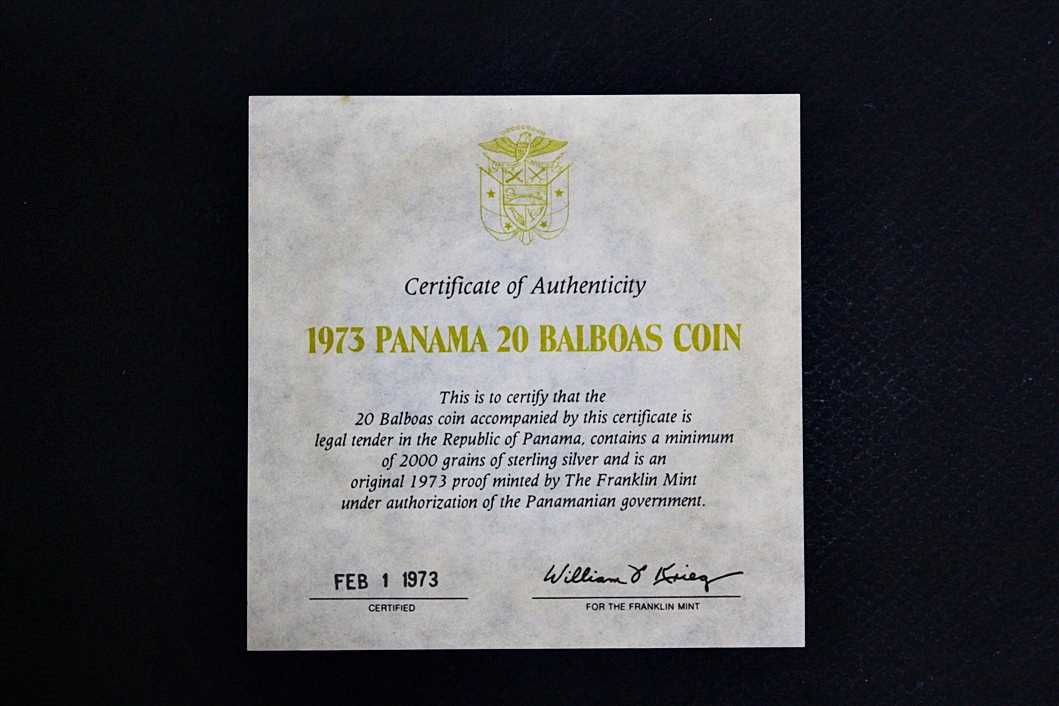 Certificate of Authenticity
1973 PANAMA 20 BALBOAS COIN
This is to certify that the
20 Balboas coin accompanied by this certificate is
legal tender in the Republic of Panama, contains a minimum
of 2000 grains of sterling silver and is an
original 1973 proof minted by The Franklin Mint
under authorization of the Panamanian government.
FEB 1 1973
William Krieg
CERTIFIED
FOR THE FRANKLIN MINT